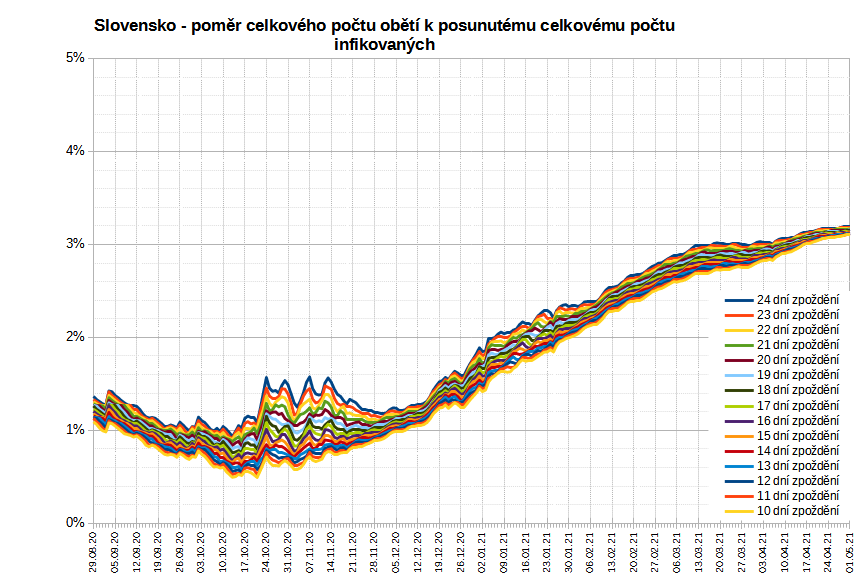 Slovensko - poměr celkového počtu obětí k posunutému celkovému počtu
infikovaných
5%
4%
3%
2%
1%
0%
24 dní zpoždění
23 dní zpoždění
22 dní zpoždění
21 dní zpoždění
20 dní zpoždění
19 dní zpoždění
18 dní zpoždění
17 dní zpoždění
16 dní zpoždění
15 dní zpoždění
14 dní zpoždění
13 dní zpoždění
12 dní zpoždění
11 dní zpoždění
10 dní zpoždění
29.08.20
05.09.20
12.09.20
19.09.20
26.09.20
03.10.20
10.10.20
17.10.20
24.10.20
31.10.20
07.11.20
14.11.20
21.11.20
28.11.20
05.12.20
12.12.20
19.12.20
26.12.20
02.01.21
09.01.21
16.01.21
23.01.21
30.01.21
06.02.21
13.02.21
20.02.21
27.02.21
06.03.21
13.03.21
20.03.21
27.03.21
03.04.21
10.04.21
17.04.21
24.04.21
01.05.21